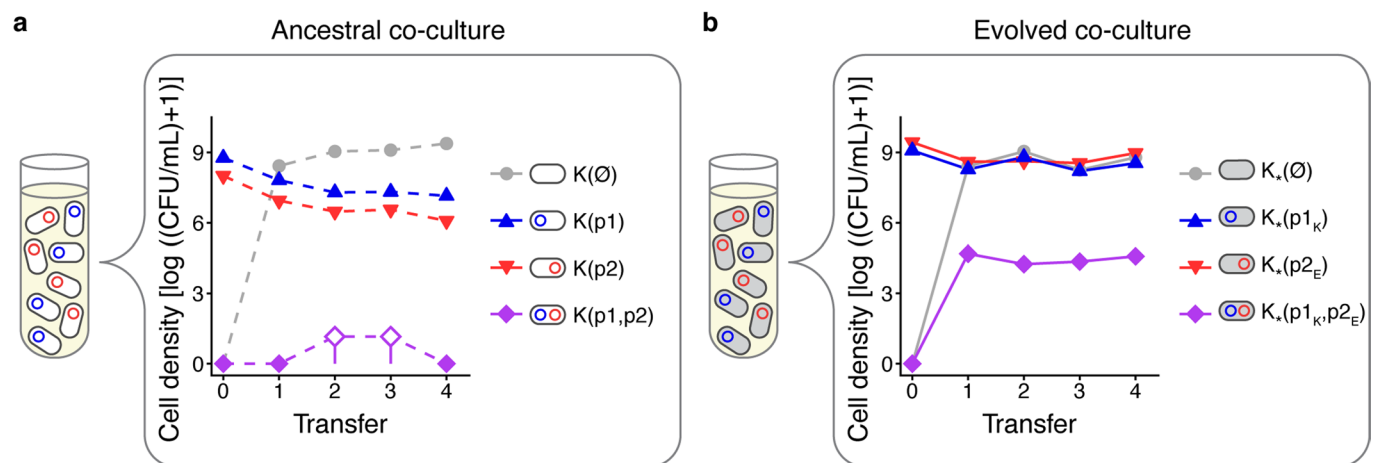 a
Ancestral co-culture
Cell density [log ((CFU/mL)+1)]
9
6
3
0
0 1 2 3 4
Transfer
K(Ø)
K(p1)
K(p2)
K(p1,p2)
b
Evolved co-culture
Cell density [log ((CFU/mL)+1)]
9
6
3
0
0 1 2 3 4
Transfer
K*(Ø)
K*(p1K)
K*(p2E)
K*(p1K,p2E)